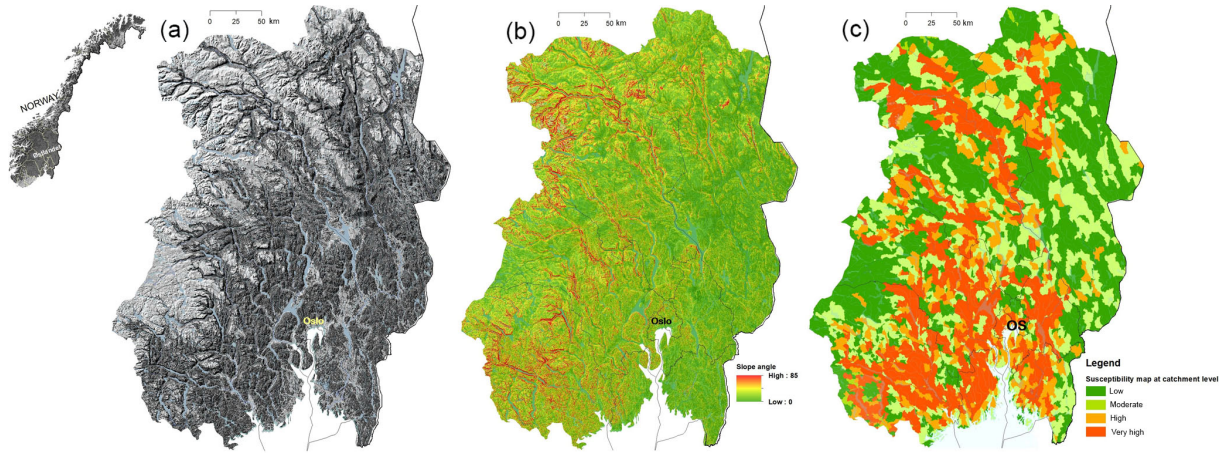 (a)
0 25 50 km
NORWAY
Oslo
(b)
0 25 50 km
Oslo
Slope angle
High : 85
Low : 0
(c)
0 25 50 km
OS
Legend
Susceptibility map at catchment level
Low
Moderate
High
Very high